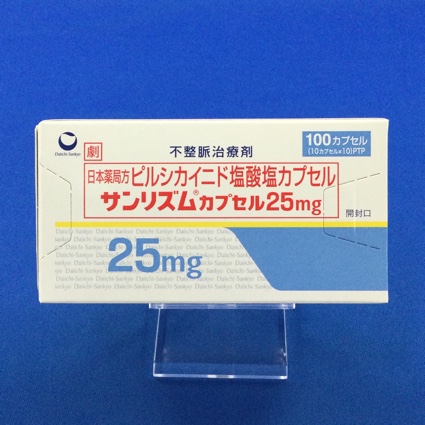 Daiichi-Sankyo
劇
不整脈治療剤
100カプセル
(10カプセル×10)PTP
日本薬局方ピルシカイニド塩酸塩カプセル
サンリズム®カプセル25mg
開封口
25mg